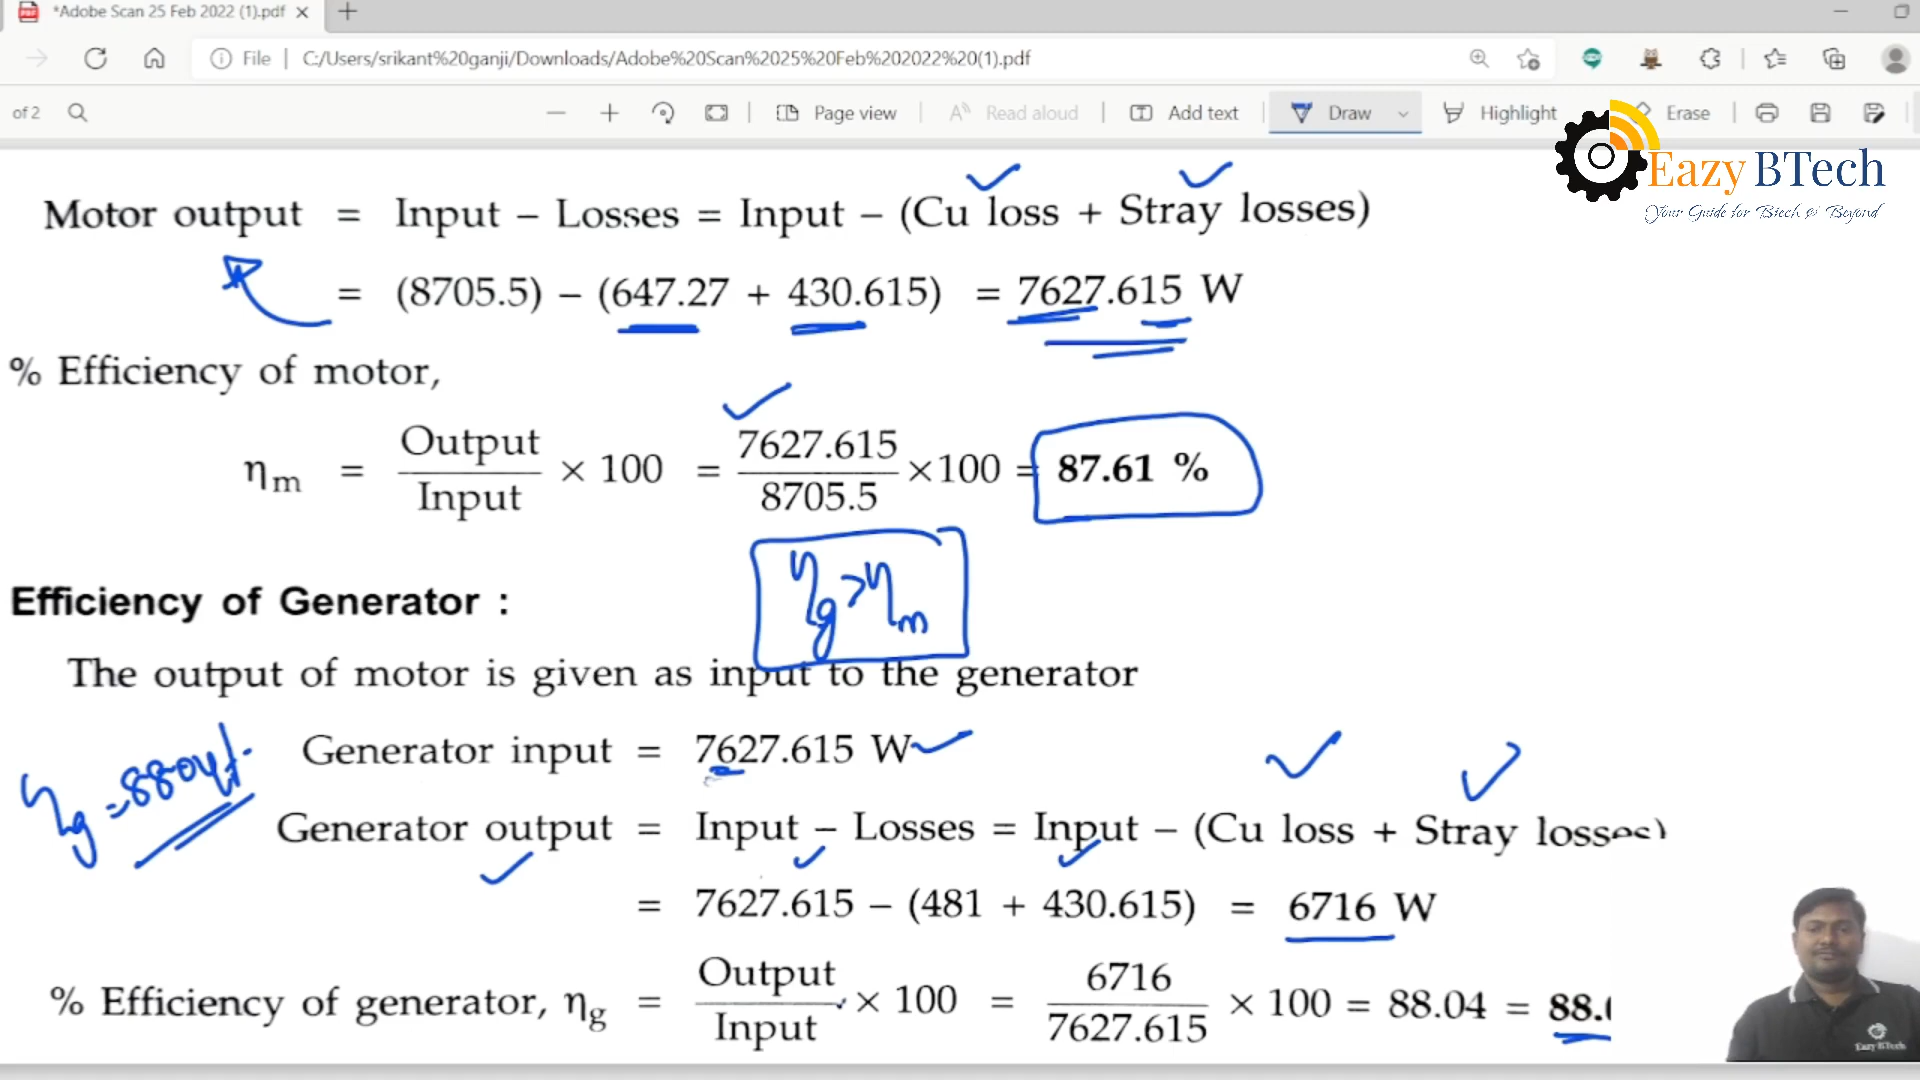 *Adobe Scan 25 Feb 2022 (1).pdf
File | C:/Users/srikant%20ganji/Downloads/Adobe%20Scan%2025%20Feb%202022%20(1).pdf
of 2 Page view Read aloud Add text Draw Highlight Erase
Eazy BTech
Your Guide for Btech & Beyond
Motor output = Input – Losses = Input – (Cu loss + Stray losses)
= (8705.5) – (647.27 + 430.615) = 7627.615 W
% Efficiency of motor,
ηm = Output/Input × 100 = 7627.615/8705.5 ×100 = 87.61 %
ηg > ηm
Efficiency of Generator :
The output of motor is given as input to the generator
Generator input = 7627.615 W
ηg =
Generator output = Input – Losses = Input – (Cu loss + Stray losses)
= 7627.615 – (481 + 430.615) = 6716 W
% Efficiency of generator, ηg = Output/Input × 100 = 6716/7627.615 × 100 = 88.04 = 88.
Eazy BTech